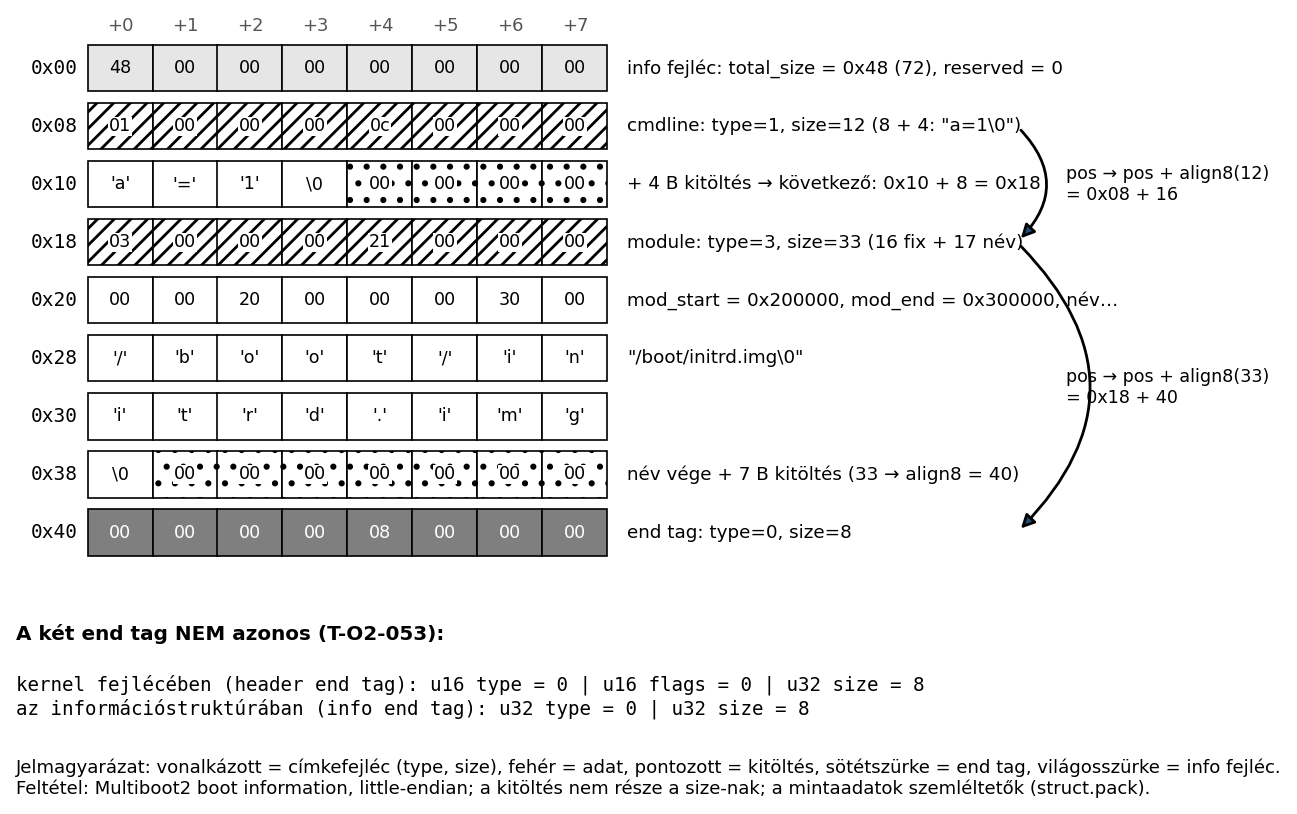 +0 +1 +2 +3 +4 +5 +6 +7
0x00 48 00 00 00 00 00 00 00 info fejléc: total_size = 0x48 (72), reserved = 0
0x08 01 00 00 00 0c 00 00 00 cmdline: type=1, size=12 (8 + 4: "a=1\0")
0x10 'a' '=' '1' \0 00 00 00 00 + 4 B kitöltés → következő: 0x10 + 8 = 0x18
pos → pos + align8(12)
= 0x08 + 16
0x18 03 00 00 00 21 00 00 00 module: type=3, size=33 (16 fix + 17 név)
0x20 00 00 20 00 00 00 30 00 mod_start = 0x200000, mod_end = 0x300000, név…
0x28 '/' 'b' 'o' 'o' 't' '/' 'i' 'n' "/boot/initrd.img\0"
pos → pos + align8(33)
= 0x18 + 40
0x30 'i' 't' 'r' 'd' '.' 'i' 'm' 'g'
0x38 \0 00 00 00 00 00 00 00 név vége + 7 B kitöltés (33 → align8 = 40)
0x40 00 00 00 00 08 00 00 00 end tag: type=0, size=8
A két end tag NEM azonos (T-O2-053):
kernel fejlécében (header end tag): u16 type = 0 | u16 flags = 0 | u32 size = 8
az információstruktúrában (info end tag): u32 type = 0 | u32 size = 8
Jelmagyarázat: vonalkázott = címkefejléc (type, size), fehér = adat, pontozott = kitöltés, sötétszürke = end tag, világosszürke = info fejléc.
Feltétel: Multiboot2 boot information, little-endian; a kitöltés nem része a size-nak; a mintaadatok szemléltetők (struct.pack).